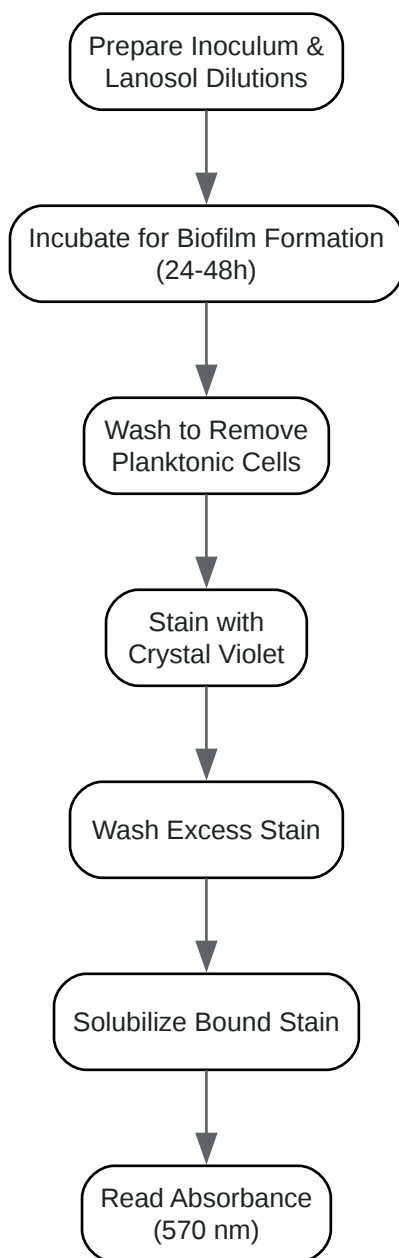 Prepare Inoculum &
Lanosol Dilutions
Incubate for Biofilm Formation
(24-48h)
Wash to Remove
Planktonic Cells
Stain with
Crystal Violet
Wash Excess Stain
Solubilize Bound Stain
Read Absorbance
(570 nm)